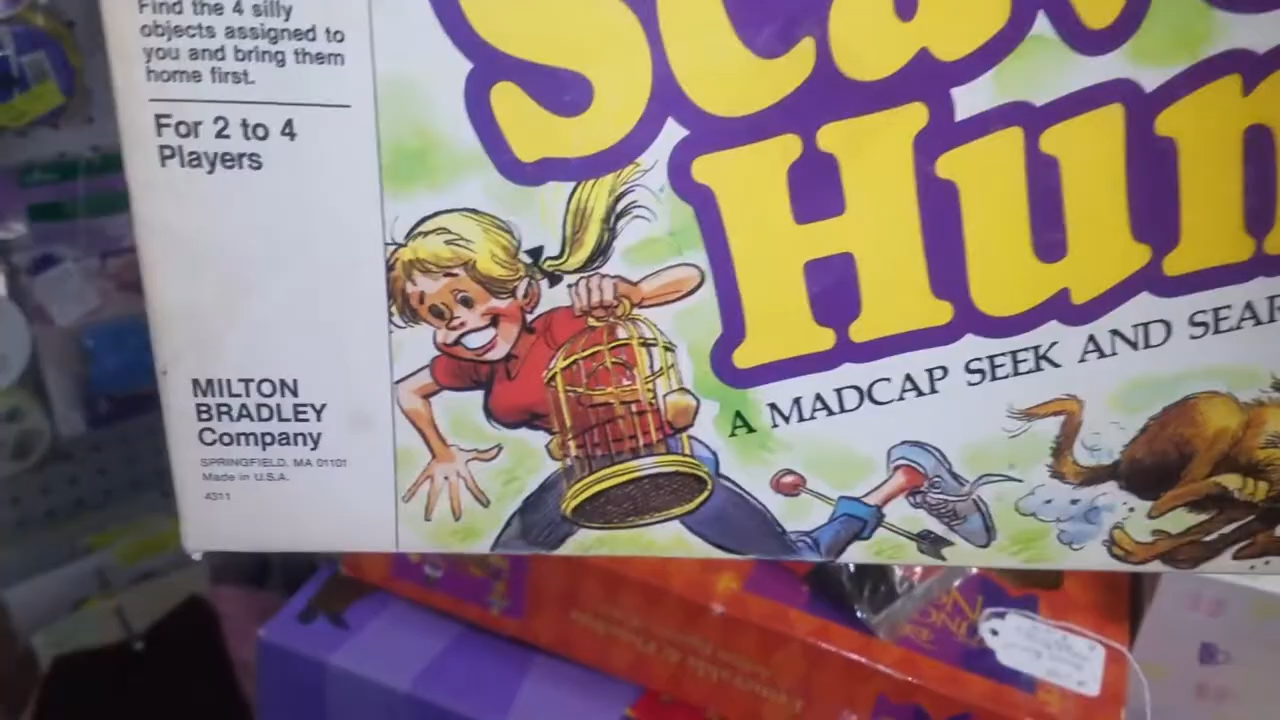 Find the 4 silly
objects assigned to
you and bring them
home first.
For 2 to 4
Players
MILTON
BRADLEY
Company
SPRINGFIELD, MA 01101
Made in U.S.A.
4311
Scav
Hun
A MADCAP SEEK AND SEAR